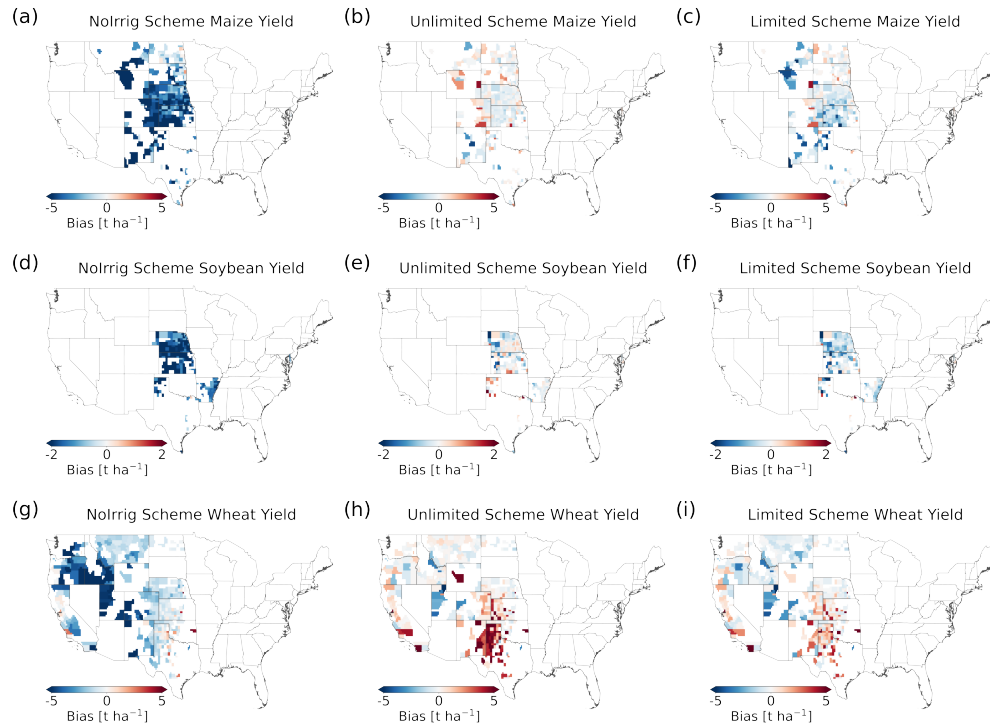 (a) NoIrrig Scheme Maize Yield
-5 0 5
Bias [t ha⁻¹]
(b) Unlimited Scheme Maize Yield
-5 0 5
Bias [t ha⁻¹]
(c) Limited Scheme Maize Yield
-5 0 5
Bias [t ha⁻¹]
(d) NoIrrig Scheme Soybean Yield
-2 0 2
Bias [t ha⁻¹]
(e) Unlimited Scheme Soybean Yield
-2 0 2
Bias [t ha⁻¹]
(f) Limited Scheme Soybean Yield
-2 0 2
Bias [t ha⁻¹]
(g) NoIrrig Scheme Wheat Yield
-5 0 5
Bias [t ha⁻¹]
(h) Unlimited Scheme Wheat Yield
-5 0 5
Bias [t ha⁻¹]
(i) Limited Scheme Wheat Yield
-5 0 5
Bias [t ha⁻¹]